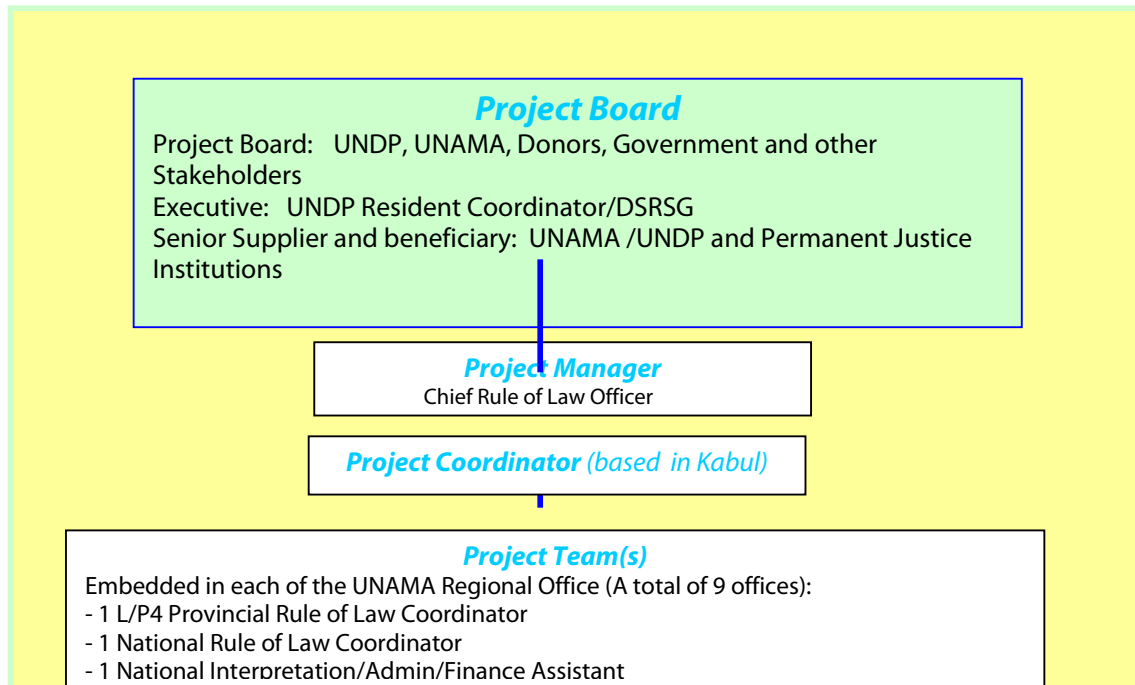 Project Board
Project Board: UNDP, UNAMA, Donors, Government and other
Stakeholders
Executive: UNDP Resident Coordinator/DSRSG
Senior Supplier and beneficiary: UNAMA /UNDP and Permanent Justice
Institutions
Project Manager
Chief Rule of Law Officer
Project Coordinator (based in Kabul)
Project Team(s)
Embedded in each of the UNAMA Regional Office (A total of 9 offices):
- 1 L/P4 Provincial Rule of Law Coordinator
- 1 National Rule of Law Coordinator
- 1 National Interpretation/Admin/Finance Assistant